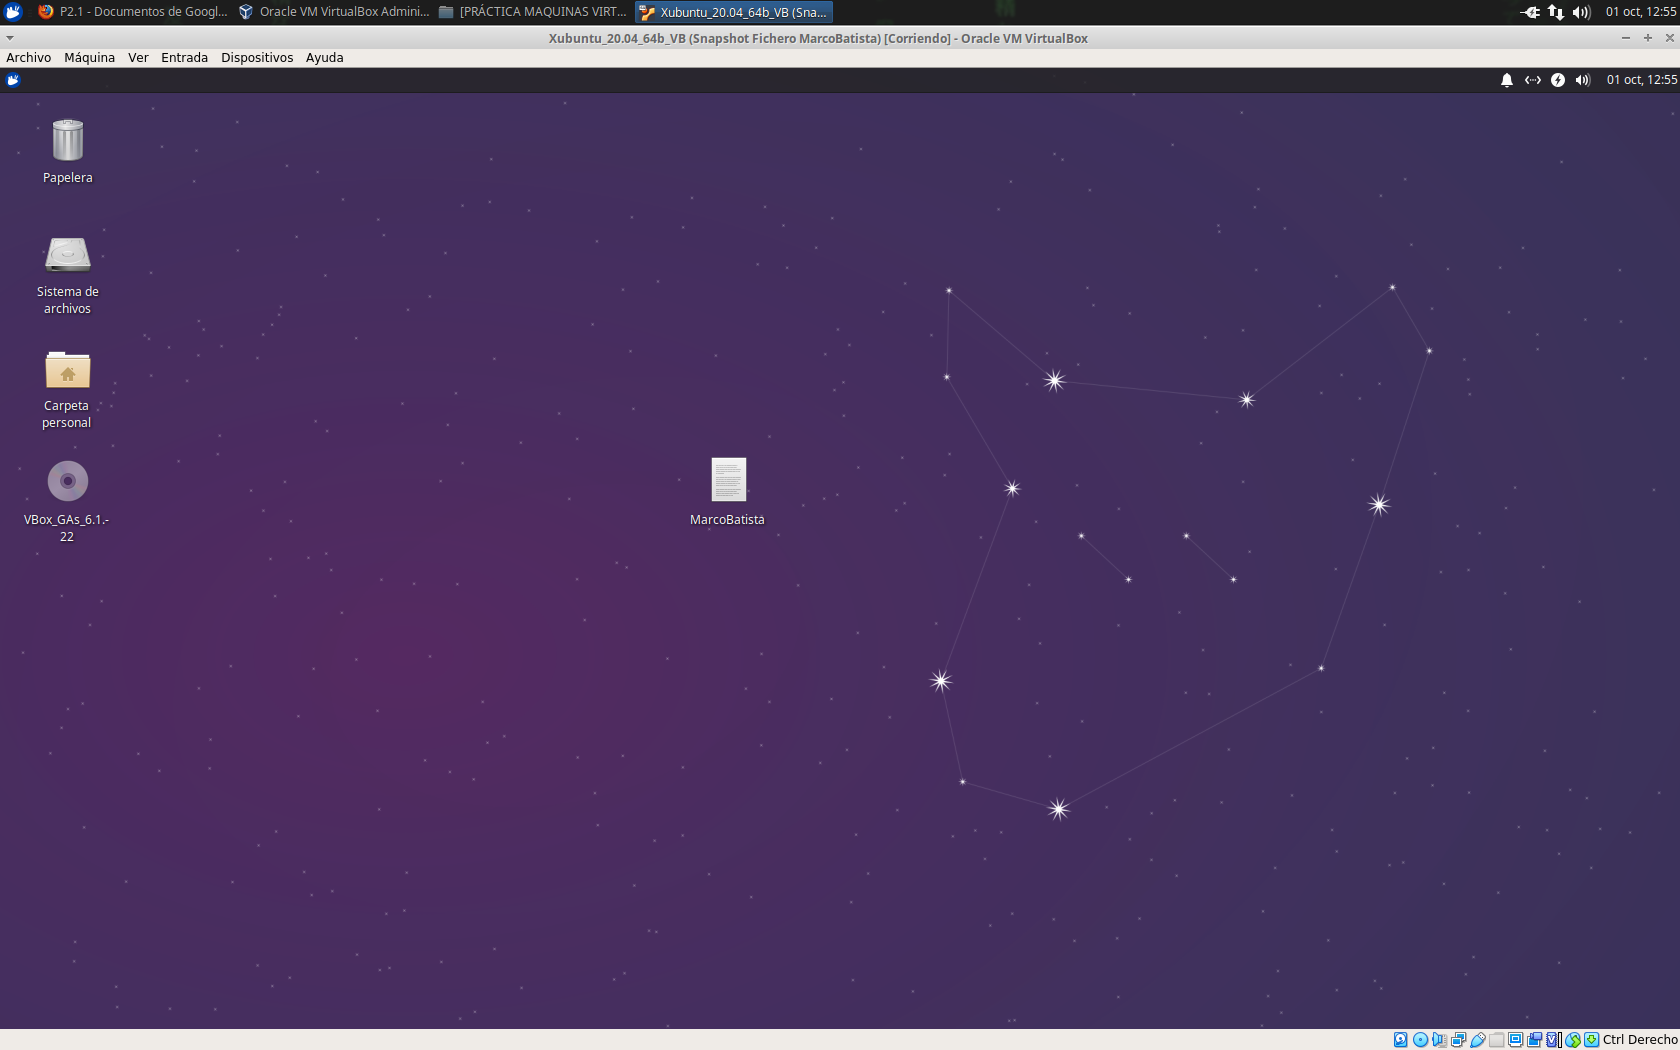 P2.1 - Documentos de Googl...
Oracle VM VirtualBox Admini...
[PRÁCTICA MAQUINAS VIRT...
Xubuntu_20.04_64b_VB (Sna...
01 oct, 12:55
Xubuntu_20.04_64b_VB (Snapshot Fichero MarcoBatista) [Corriendo] - Oracle VM VirtualBox
Archivo Máquina Ver Entrada Dispositivos Ayuda
01 oct, 12:55
Papelera
Sistema de
archivos
Carpeta
personal
VBox_GAs_6.1.-
22
MarcoBatista
Ctrl Derecho